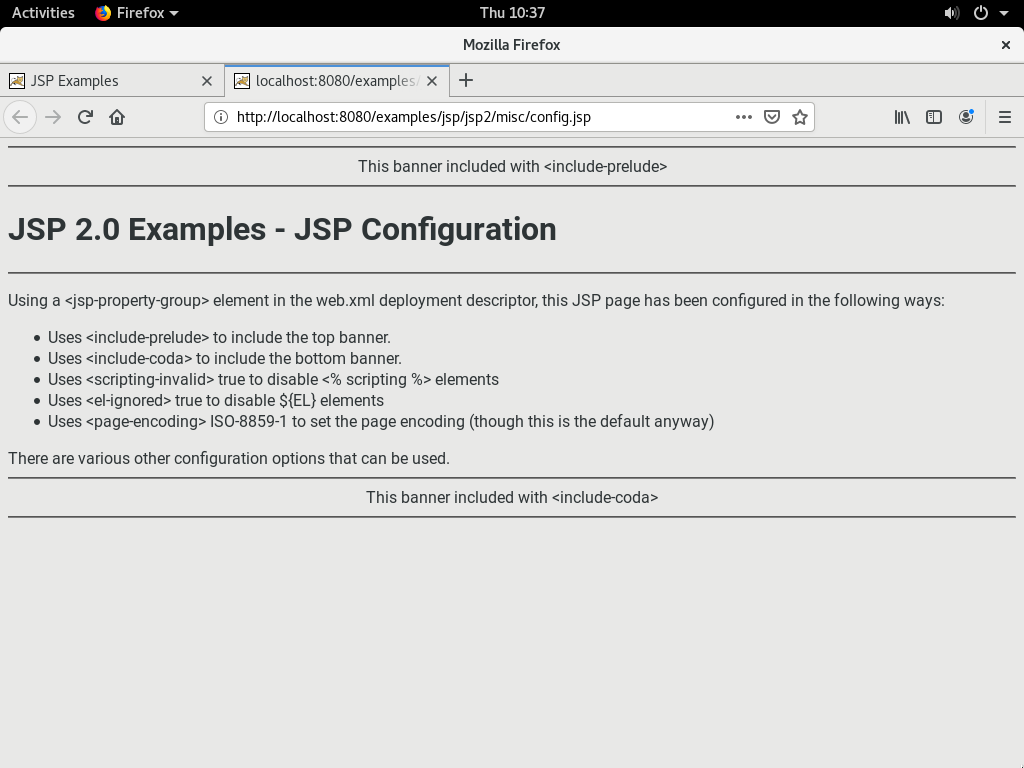 Activities Firefox Thu 10:37
Mozilla Firefox
JSP Examples localhost:8080/examples/
http://localhost:8080/examples/jsp/jsp2/misc/config.jsp
This banner included with <include-prelude>
JSP 2.0 Examples - JSP Configuration
Using a <jsp-property-group> element in the web.xml deployment descriptor, this JSP page has been configured in the following ways:
• Uses <include-prelude> to include the top banner.
• Uses <include-coda> to include the bottom banner.
• Uses <scripting-invalid> true to disable <% scripting %> elements
• Uses <el-ignored> true to disable ${EL} elements
• Uses <page-encoding> ISO-8859-1 to set the page encoding (though this is the default anyway)
There are various other configuration options that can be used.
This banner included with <include-coda>